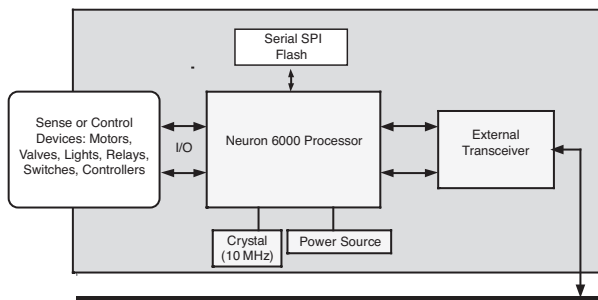 Serial SPI
Flash
Sense or Control
Devices: Motors,
Valves, Lights, Relays,
Switches, Controllers
I/O
Neuron 6000 Processor
External
Transceiver
Crystal
(10 MHz)
Power Source